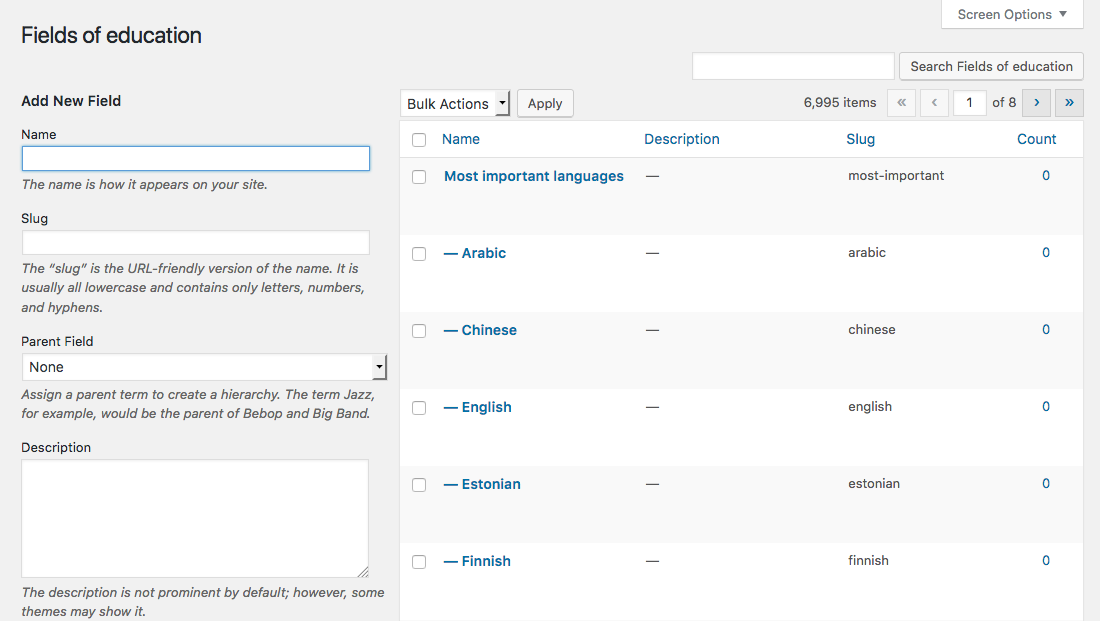 Screen Options ▼
Fields of education
Search Fields of education
Add New Field
Name
The name is how it appears on your site.
Slug
The “slug” is the URL-friendly version of the name. It is
usually all lowercase and contains only letters, numbers,
and hyphens.
Parent Field
None
Assign a parent term to create a hierarchy. The term Jazz,
for example, would be the parent of Bebop and Big Band.
Description
The description is not prominent by default; however, some
themes may show it.
Bulk Actions Apply 6,995 items « ‹ 1 of 8 › »
Name Description Slug Count
Most important languages — most-important 0
— Arabic — arabic 0
— Chinese — chinese 0
— English — english 0
— Estonian — estonian 0
— Finnish — finnish 0